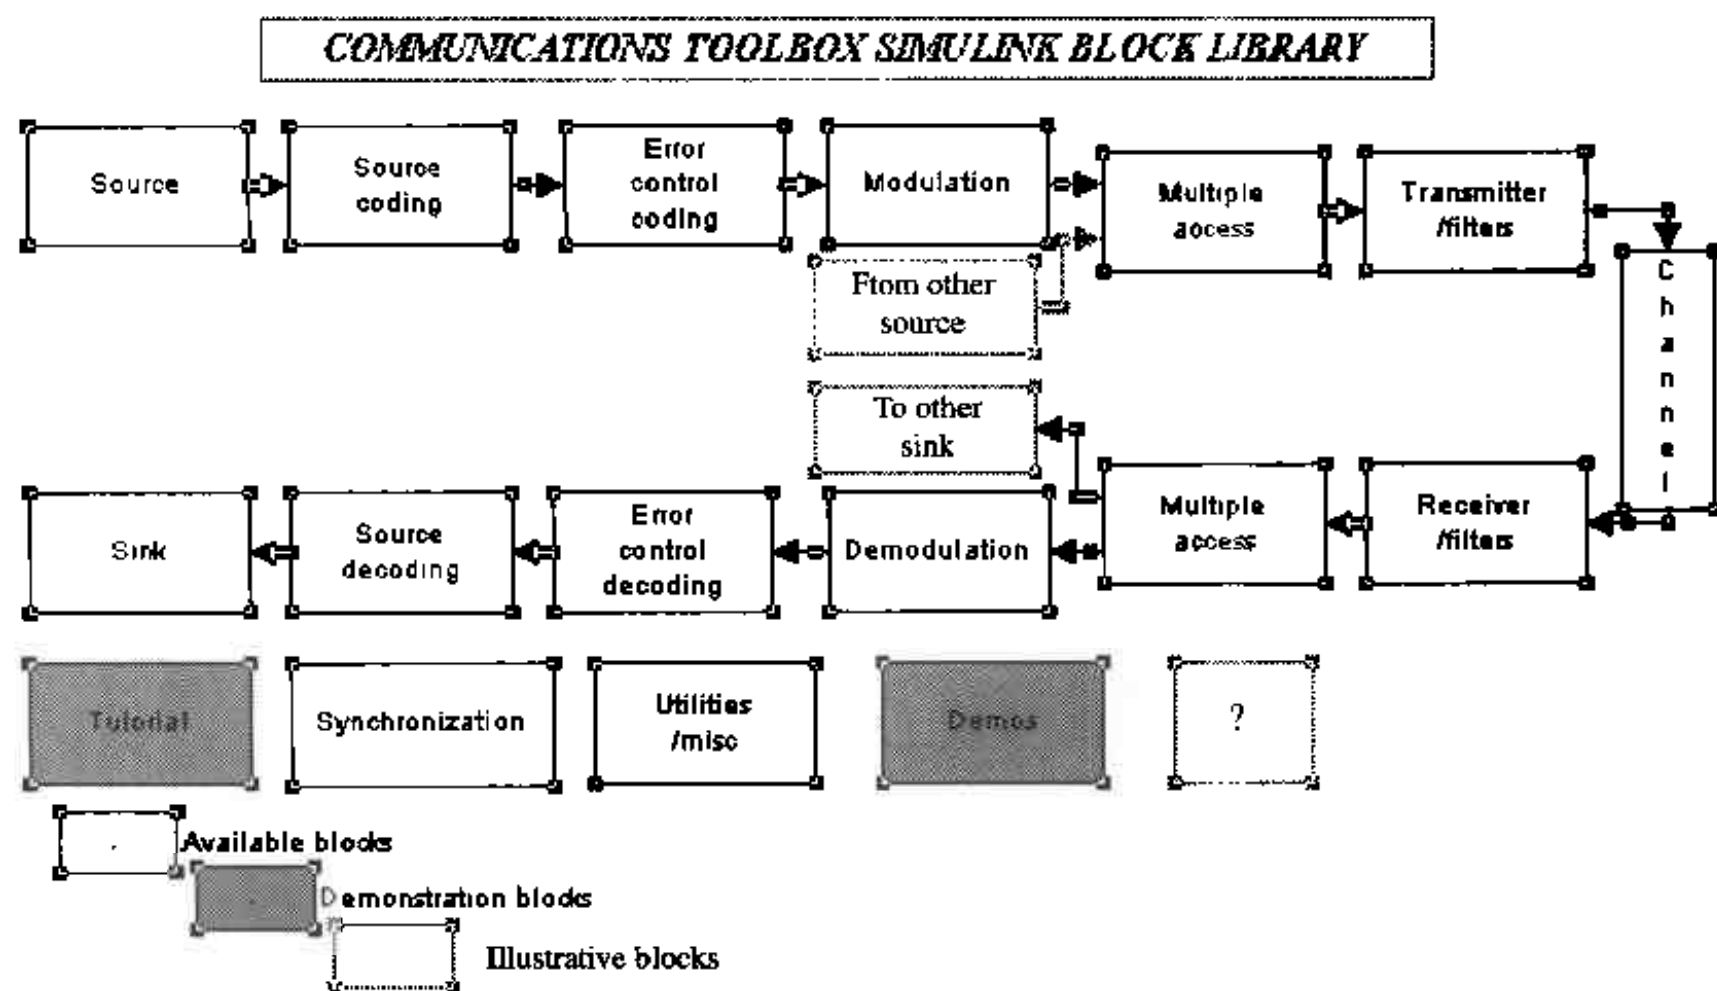 COMMUNICATIONS TOOLBOX SIMULINK BLOCK LIBRARY
Source
Source
coding
Error
control
coding
Modulation
Multiple
access
Transmitter
/filters
Channel
Ftom other
source
To other
sink
Sink
Source
decoding
Error
control
decoding
Demodulation
Multiple
access
Receiver
/filters
Tutorial
Synchronization
Utilities
/misc
Demos
?
Available blocks
Demonstration blocks
Illustrative blocks